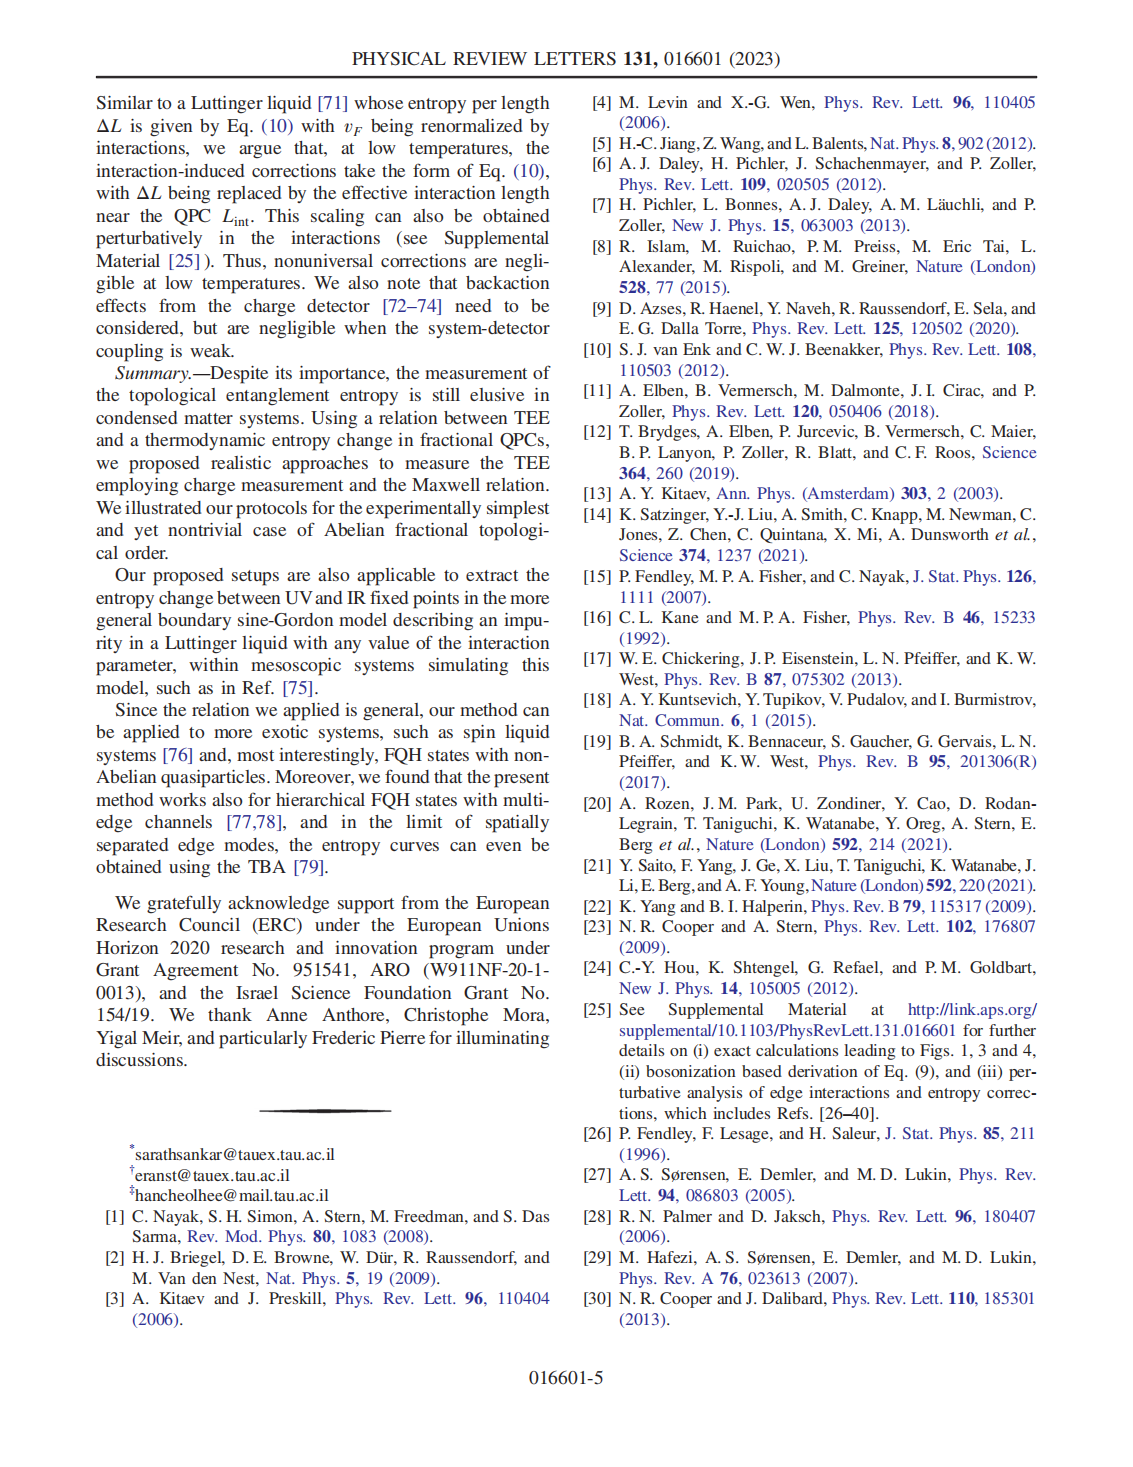 PHYSICAL REVIEW LETTERS 131, 016601 (2023)
Similar to a Luttinger liquid [71] whose entropy per length
ΔL is given by Eq. (10) with vF being renormalized by
interactions, we argue that, at low temperatures, the
interaction-induced corrections take the form of Eq. (10),
with ΔL being replaced by the effective interaction length
near the QPC Lint. This scaling can also be obtained
perturbatively in the interactions (see Supplemental
Material [25]). Thus, nonuniversal corrections are negli-
gible at low temperatures. We also note that backaction
effects from the charge detector [72–74] need to be
considered, but are negligible when the system-detector
coupling is weak.
Summary.—Despite its importance, the measurement of
the topological entanglement entropy is still elusive in
condensed matter systems. Using a relation between TEE
and a thermodynamic entropy change in fractional QPCs,
we proposed realistic approaches to measure the TEE
employing charge measurement and the Maxwell relation.
We illustrated our protocols for the experimentally simplest
and yet nontrivial case of Abelian fractional topologi-
cal order.
Our proposed setups are also applicable to extract the
entropy change between UV and IR fixed points in the more
general boundary sine-Gordon model describing an impu-
rity in a Luttinger liquid with any value of the interaction
parameter, within mesoscopic systems simulating this
model, such as in Ref. [75].
Since the relation we applied is general, our method can
be applied to more exotic systems, such as spin liquid
systems [76] and, most interestingly, FQH states with non-
Abelian quasiparticles. Moreover, we found that the present
method works also for hierarchical FQH states with multi-
edge channels [77,78], and in the limit of spatially
separated edge modes, the entropy curves can even be
obtained using the TBA [79].
We gratefully acknowledge support from the European
Research Council (ERC) under the European Unions
Horizon 2020 research and innovation program under
Grant Agreement No. 951541, ARO (W911NF-20-1-
0013), and the Israel Science Foundation Grant No.
154/19. We thank Anne Anthore, Christophe Mora,
Yigal Meir, and particularly Frederic Pierre for illuminating
discussions.
*sarathsankar@tauex.tau.ac.il
†eranst@tauex.tau.ac.il
‡hancheolhee@mail.tau.ac.il
[1] C. Nayak, S. H. Simon, A. Stern, M. Freedman, and S. Das
Sarma, Rev. Mod. Phys. 80, 1083 (2008).
[2] H. J. Briegel, D. E. Browne, W. Dür, R. Raussendorf, and
M. Van den Nest, Nat. Phys. 5, 19 (2009).
[3] A. Kitaev and J. Preskill, Phys. Rev. Lett. 96, 110404
(2006).
[4] M. Levin and X.-G. Wen, Phys. Rev. Lett. 96, 110405
(2006).
[5] H.-C. Jiang, Z. Wang, and L. Balents, Nat. Phys. 8, 902 (2012).
[6] A. J. Daley, H. Pichler, J. Schachenmayer, and P. Zoller,
Phys. Rev. Lett. 109, 020505 (2012).
[7] H. Pichler, L. Bonnes, A. J. Daley, A. M. Läuchli, and P.
Zoller, New J. Phys. 15, 063003 (2013).
[8] R. Islam, M. Ruichao, P. M. Preiss, M. Eric Tai, L.
Alexander, M. Rispoli, and M. Greiner, Nature (London)
528, 77 (2015).
[9] D. Azses, R. Haenel, Y. Naveh, R. Raussendorf, E. Sela, and
E. G. Dalla Torre, Phys. Rev. Lett. 125, 120502 (2020).
[10] S. J. van Enk and C. W. J. Beenakker, Phys. Rev. Lett. 108,
110503 (2012).
[11] A. Elben, B. Vermersch, M. Dalmonte, J. I. Cirac, and P.
Zoller, Phys. Rev. Lett. 120, 050406 (2018).
[12] T. Brydges, A. Elben, P. Jurcevic, B. Vermersch, C. Maier,
B. P. Lanyon, P. Zoller, R. Blatt, and C. F. Roos, Science
364, 260 (2019).
[13] A. Y. Kitaev, Ann. Phys. (Amsterdam) 303, 2 (2003).
[14] K. Satzinger, Y.-J. Liu, A. Smith, C. Knapp, M. Newman, C.
Jones, Z. Chen, C. Quintana, X. Mi, A. Dunsworth et al.,
Science 374, 1237 (2021).
[15] P. Fendley, M. P. A. Fisher, and C. Nayak, J. Stat. Phys. 126,
1111 (2007).
[16] C. L. Kane and M. P. A. Fisher, Phys. Rev. B 46, 15233
(1992).
[17] W. E. Chickering, J. P. Eisenstein, L. N. Pfeiffer, and K. W.
West, Phys. Rev. B 87, 075302 (2013).
[18] A. Y. Kuntsevich, Y. Tupikov, V. Pudalov, and I. Burmistrov,
Nat. Commun. 6, 1 (2015).
[19] B. A. Schmidt, K. Bennaceur, S. Gaucher, G. Gervais, L. N.
Pfeiffer, and K. W. West, Phys. Rev. B 95, 201306(R)
(2017).
[20] A. Rozen, J. M. Park, U. Zondiner, Y. Cao, D. Rodan-
Legrain, T. Taniguchi, K. Watanabe, Y. Oreg, A. Stern, E.
Berg et al., Nature (London) 592, 214 (2021).
[21] Y. Saito, F. Yang, J. Ge, X. Liu, T. Taniguchi, K. Watanabe, J.
Li, E. Berg, and A. F. Young, Nature (London) 592, 220 (2021).
[22] K. Yang and B. I. Halperin, Phys. Rev. B 79, 115317 (2009).
[23] N. R. Cooper and A. Stern, Phys. Rev. Lett. 102, 176807
(2009).
[24] C.-Y. Hou, K. Shtengel, G. Refael, and P. M. Goldbart,
New J. Phys. 14, 105005 (2012).
[25] See Supplemental Material at http://link.aps.org/
supplemental/10.1103/PhysRevLett.131.016601 for further
details on (i) exact calculations leading to Figs. 1, 3 and 4,
(ii) bosonization based derivation of Eq. (9), and (iii) per-
turbative analysis of edge interactions and entropy correc-
tions, which includes Refs. [26–40].
[26] P. Fendley, F. Lesage, and H. Saleur, J. Stat. Phys. 85, 211
(1996).
[27] A. S. Sørensen, E. Demler, and M. D. Lukin, Phys. Rev.
Lett. 94, 086803 (2005).
[28] R. N. Palmer and D. Jaksch, Phys. Rev. Lett. 96, 180407
(2006).
[29] M. Hafezi, A. S. Sørensen, E. Demler, and M. D. Lukin,
Phys. Rev. A 76, 023613 (2007).
[30] N. R. Cooper and J. Dalibard, Phys. Rev. Lett. 110, 185301
(2013).
016601-5